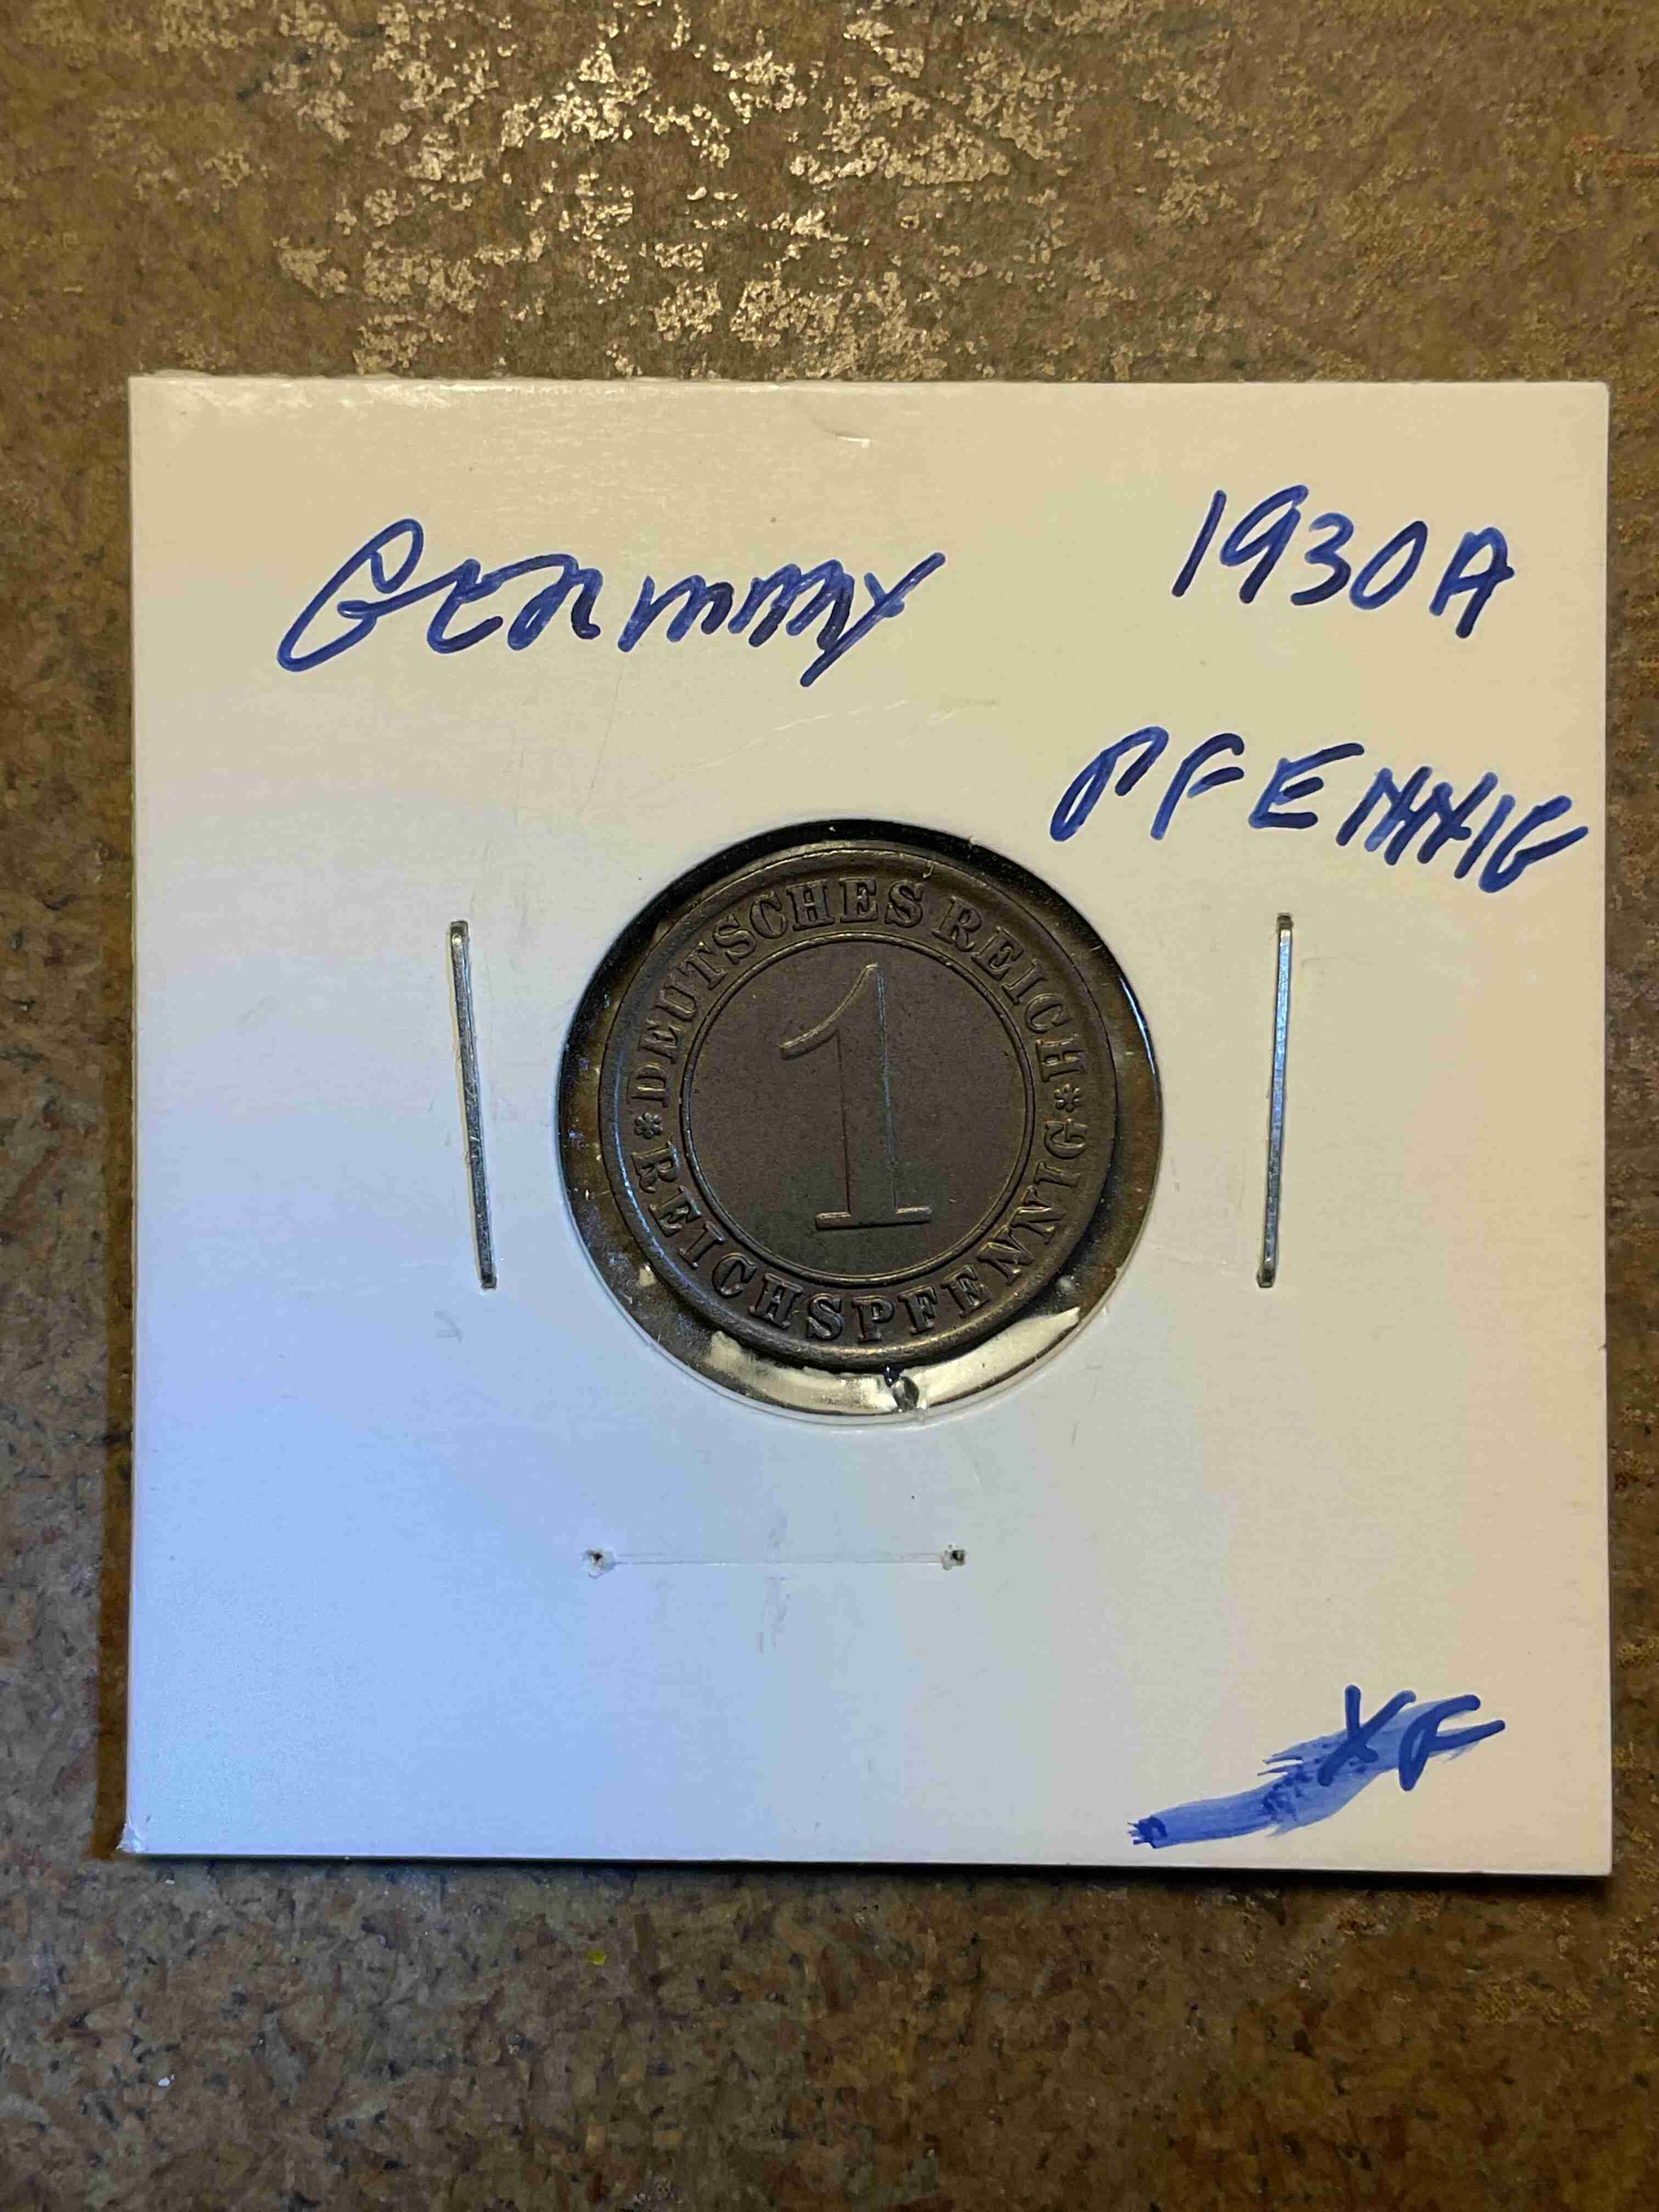 Germany 1930A
PFENNIG
*DEUTSCHES REICH*
1
REICHSPFENNIG
XF